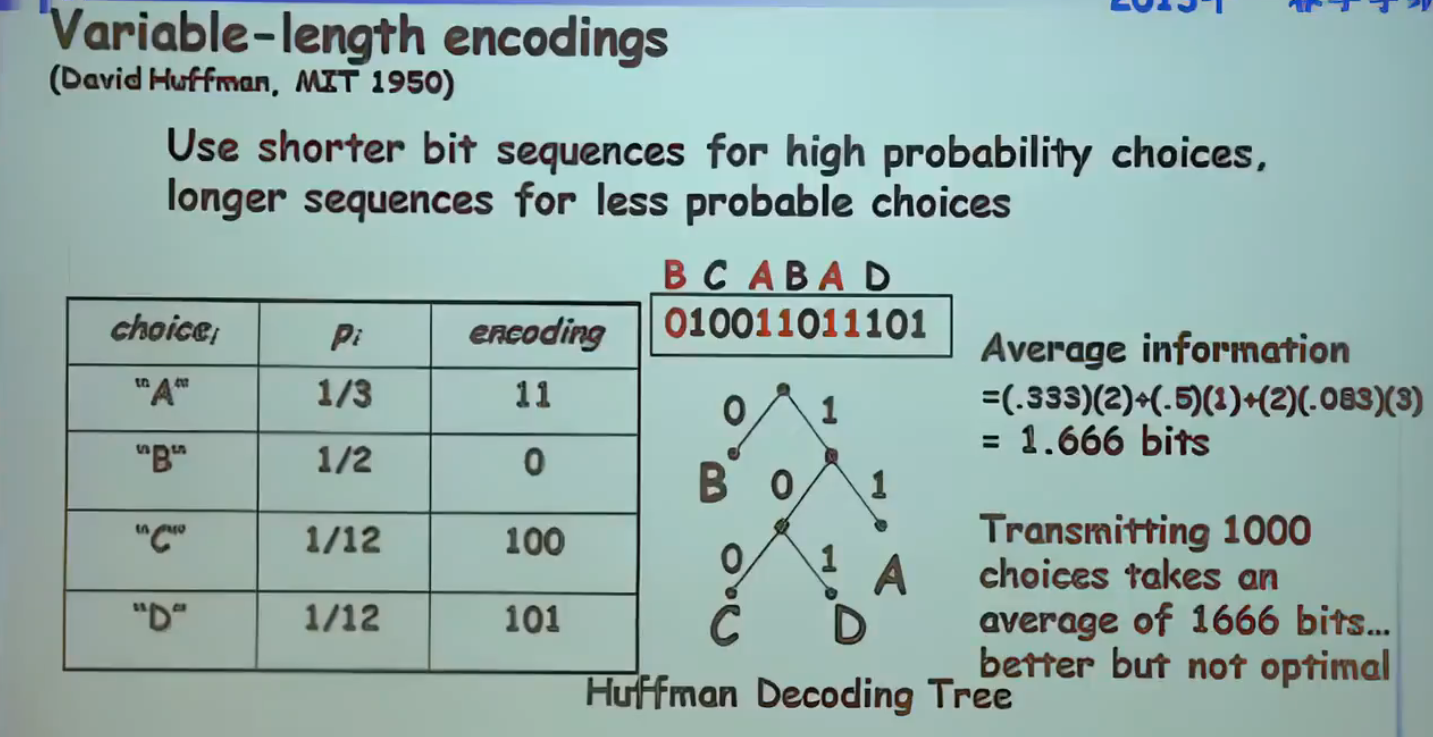 Variable-length encodings
(David Huffman, MIT 1950)
Use shorter bit sequences for high probability choices,
longer sequences for less probable choices
choiceᵢ pᵢ encoding
"A" 1/3 11
"B" 1/2 0
"C" 1/12 100
"D" 1/12 101
B C A B A D
010011011101
0 1
B 0 1
0 1 A
C D
Huffman Decoding Tree
Average information
=(.333)(2)+(.5)(1)+(2)(.083)(3)
= 1.666 bits
Transmitting 1000
choices takes an
average of 1666 bits...
better but not optimal